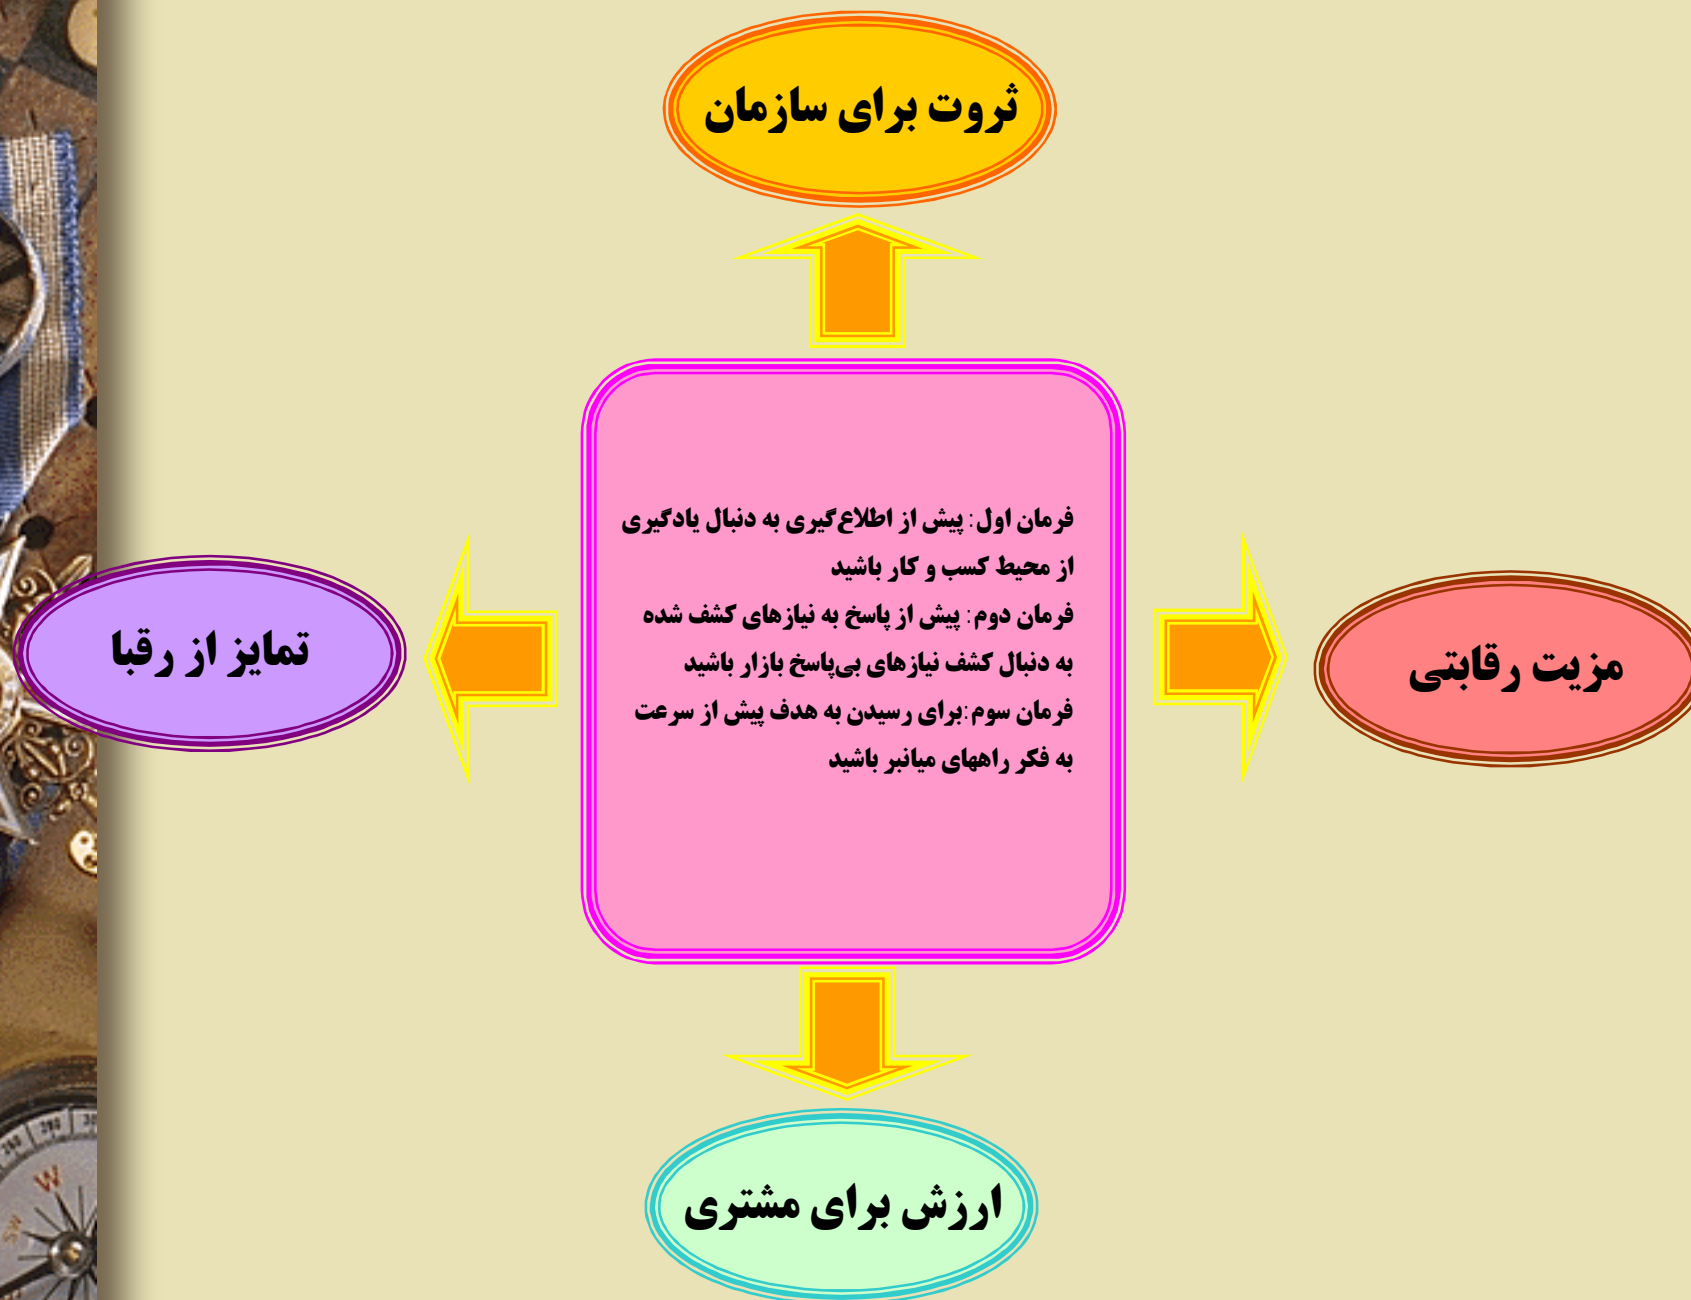 ثروت برای سازمان
فرمان اول: پیش از اطلاع‌گیری به دنبال یادگیری
از محیط کسب و کار باشید
فرمان دوم: پیش از پاسخ به نیازهای کشف شده
به دنبال کشف نیازهای بی‌پاسخ بازار باشید
فرمان سوم:برای رسیدن به هدف پیش از سرعت
به فکر راههای میانبر باشید
مزیت رقابتی
تمایز از رقبا
ارزش برای مشتری
W